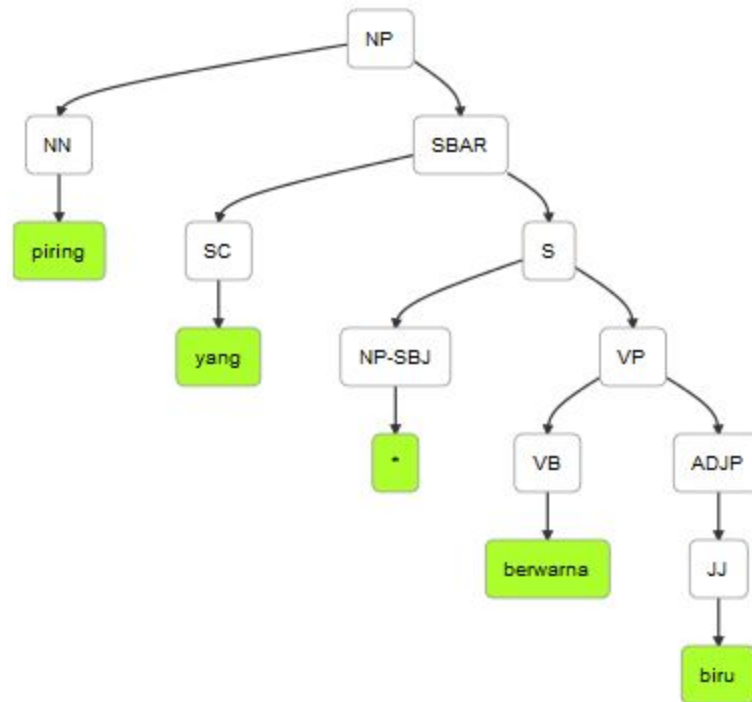 NP
NN
SBAR
piring
SC
S
yang
NP-SBJ
VP
*
VB
ADJP
berwarna
JJ
biru